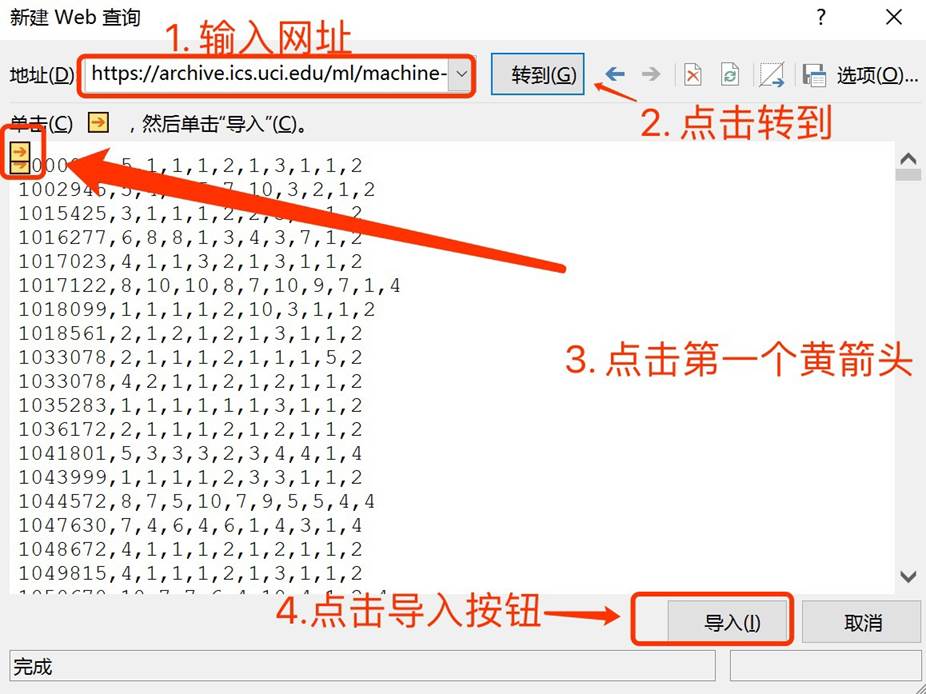 新建 Web 查询
?
1. 输入网址
地址(D)
https://archive.ics.uci.edu/ml/machine-
转到(G)
选项(O)...
2. 点击转到
单击(C) ，然后单击“导入”(C)。
5,1,1,1,2,1,3,1,1,2
1002945,5,4,4,5,7,10,3,2,1,2
1015425,3,1,1,1,2,2,3,1,1,2
1016277,6,8,8,1,3,4,3,7,1,2
1017023,4,1,1,3,2,1,3,1,1,2
1017122,8,10,10,8,7,10,9,7,1,4
1018099,1,1,1,1,2,10,3,1,1,2
1018561,2,1,2,1,2,1,3,1,1,2
1033078,2,1,1,1,2,1,1,1,5,2
1033078,4,2,1,1,2,1,2,1,1,2
3. 点击第一个黄箭头
1035283,1,1,1,1,1,1,3,1,1,2
1036172,2,1,1,1,2,1,2,1,1,2
1041801,5,3,3,3,2,3,4,4,1,4
1043999,1,1,1,1,2,3,3,1,1,2
1044572,8,7,5,10,7,9,5,5,4,4
1047630,7,4,6,4,6,1,4,3,1,4
1048672,4,1,1,1,2,1,2,1,1,2
1049815,4,1,1,1,2,1,3,1,1,2
4.点击导入按钮
导入(I)
取消
完成